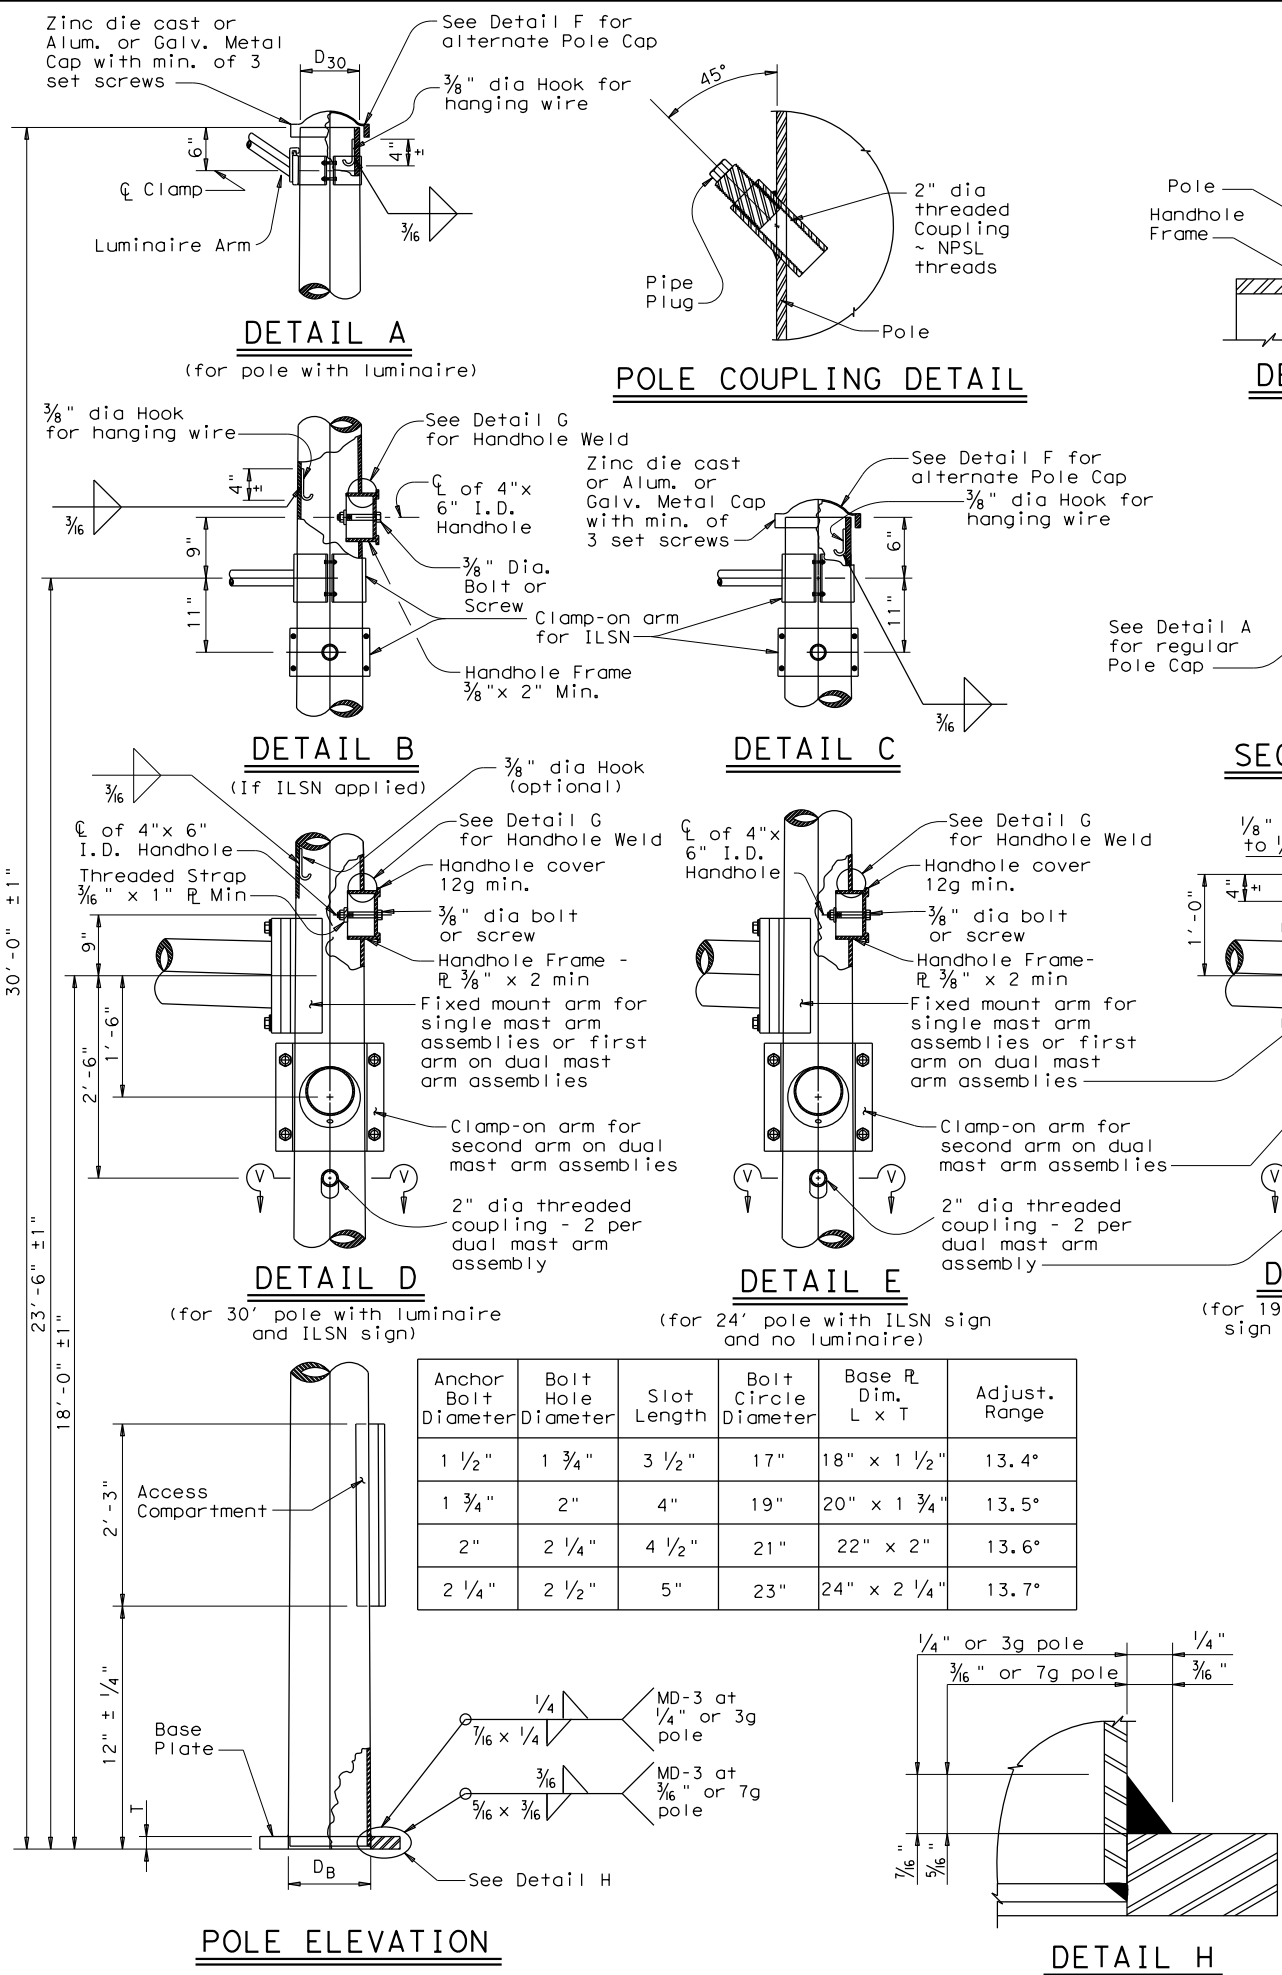 Zinc die cast or
Alum. or Galv. Metal
Cap with min. of 3
set screws
D30
See Detail F for
alternate Pole Cap
3/8" dia Hook for
hanging wire
6"
4"
±
℄ Clamp
Luminaire Arm
3/16
DETAIL A
(for pole with luminaire)
45°
2" dia
threaded
Coupling
~ NPSL
threads
Pipe
Plug
Pole
POLE COUPLING DETAIL
Pole
Handhole
Frame
3/8" dia Hook
for hanging wire
4"
±
3/16
9"
11"
See Detail G
for Handhole Weld
℄ of 4"x
6" I.D.
Handhole
3/8" Dia.
Bolt or
Screw
Clamp-on arm
for ILSN
Handhole Frame
3/8"x 2" Min.
DETAIL B
(If ILSN applied)
Zinc die cast
or Alum. or
Galv. Metal Cap
with min. of
3 set screws
See Detail F for
alternate Pole Cap
3/8" dia Hook for
hanging wire
6"
11"
3/16
DETAIL C
See Detail A
for regular
Pole Cap
3/16
3/8" dia Hook
(optional)
℄ of 4"x 6"
I.D. Handhole
Threaded Strap
3/16" x 1" ℞ Min
See Detail G
for Handhole Weld
Handhole cover
12g min.
3/8" dia bolt
or screw
Handhole Frame -
℞ 3/8" x 2 min
Fixed mount arm for
single mast arm
assemblies or first
arm on dual mast
arm assemblies
Clamp-on arm for
second arm on dual
mast arm assemblies
2" dia threaded
coupling - 2 per
dual mast arm
assembly
9"
1'-6"
2'-6"
V
V
DETAIL D
(for 30' pole with luminaire
and ILSN sign)
℄ of 4"x
6" I.D.
Handhole
See Detail G
for Handhole Weld
Handhole cover
12g min.
3/8" dia bolt
or screw
Handhole Frame-
℞ 3/8" x 2 min
Fixed mount arm for
single mast arm
assemblies or first
arm on dual mast
arm assemblies
Clamp-on arm for
second arm on dual
mast arm assemblies
2" dia threaded
coupling - 2 per
dual mast arm
assembly
V
V
DETAIL E
(for 24' pole with ILSN sign
and no luminaire)
1/8"
4"
±
1'-0"
V
(for 19
sign
30'-0" ±1"
23'-6" ±1"
18'-0" ±1"
Anchor Bolt Diameter | Bolt Hole Diameter | Slot Length | Bolt Circle Diameter | Base ℞ Dim. L x T | Adjust. Range
1 1/2" | 1 3/4" | 3 1/2" | 17" | 18" x 1 1/2" | 13.4°
1 3/4" | 2" | 4" | 19" | 20" x 1 3/4" | 13.5°
2" | 2 1/4" | 4 1/2" | 21" | 22" x 2" | 13.6°
2 1/4" | 2 1/2" | 5" | 23" | 24" x 2 1/4" | 13.7°
2'-3"
Access
Compartment
12" ± 1/4"
Base
Plate
T
DB
See Detail H
1/4
7/16 x 1/4
MD-3 at
1/4" or 3g
pole
3/16
5/16 x 3/16
MD-3 at
3/16" or 7g
pole
POLE ELEVATION
1/4" or 3g pole
1/4"
3/16" or 7g pole
3/16"
7/16"
5/16"
DETAIL H